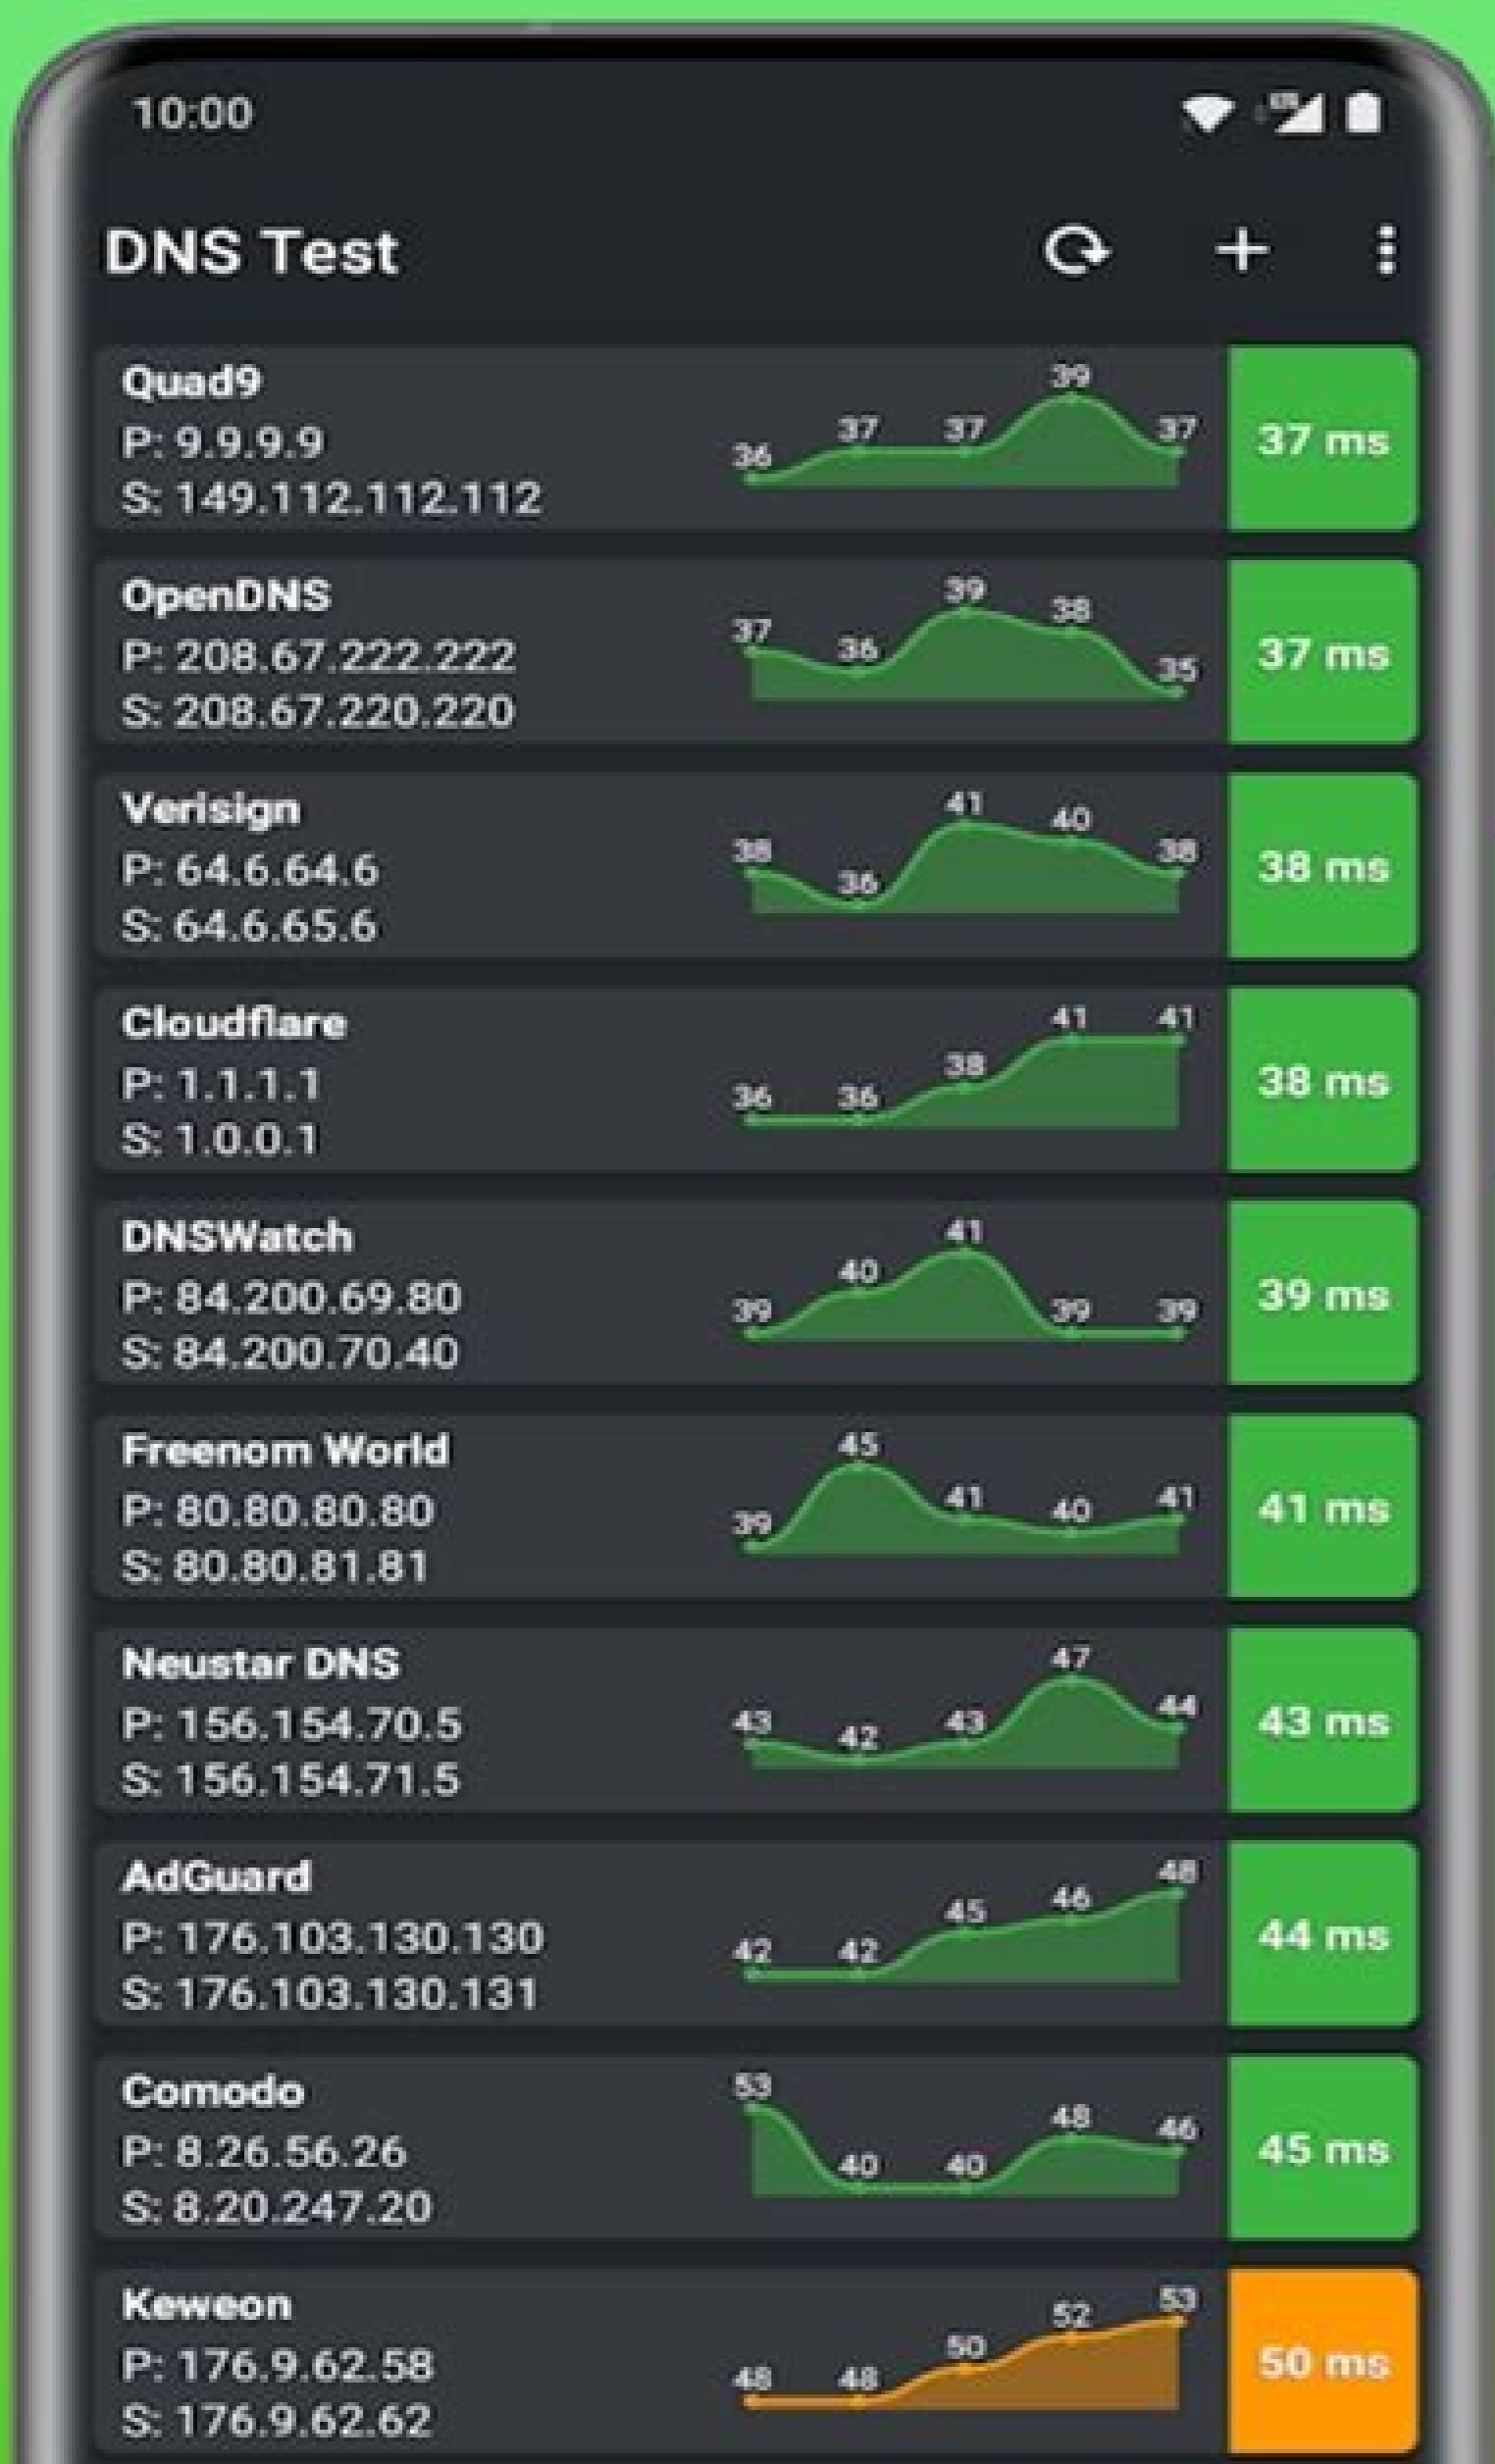 10:00
DNS Test
Quad9
P: 9.9.9.9
S: 149.112.112.112
36 37 37 39 37
37 ms
OpenDNS
P: 208.67.222.222
S: 208.67.220.220
37 36 39 38 35
37 ms
Verisign
P: 64.6.64.6
S: 64.6.65.6
38 36 41 40 38
38 ms
Cloudflare
P: 1.1.1.1
S: 1.0.0.1
36 36 38 41 41
38 ms
DNSWatch
P: 84.200.69.80
S: 84.200.70.40
39 40 41 39 39
39 ms
Freenom World
P: 80.80.80.80
S: 80.80.81.81
39 45 41 40 41
41 ms
Neustar DNS
P: 156.154.70.5
S: 156.154.71.5
43 42 43 47 44
43 ms
AdGuard
P: 176.103.130.130
S: 176.103.130.131
42 42 45 46 48
44 ms
Comodo
P: 8.26.56.26
S: 8.20.247.20
53 40 40 48 46
45 ms
Keweon
P: 176.9.62.58
S: 176.9.62.62
48 48 50 52 53
50 ms